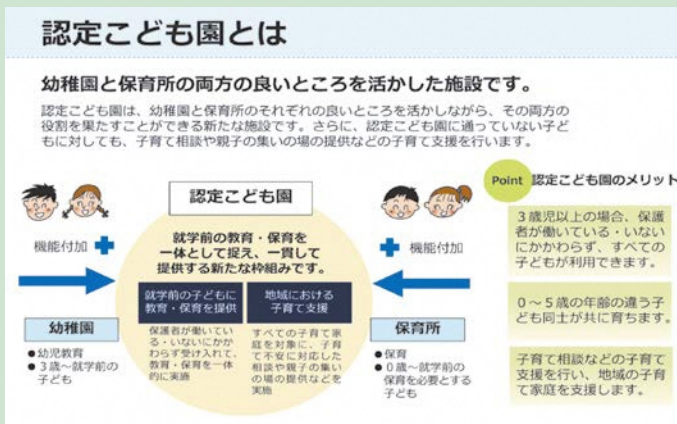 認定こども園とは
幼稚園と保育所の両方の良いところを活かした施設です。
認定こども園は、幼稚園と保育所のそれぞれの良いところを活かしながら、その両方の
役割を果たすことができる新たな施設です。さらに、認定こども園に通っていない子ど
もに対しても、子育て相談や親子の集いの場の提供などの子育て支援を行います。
機能付加
幼稚園
●幼児教育
●3歳～就学前の
子ども
認定こども園
就学前の教育・保育を
一体として捉え、一貫して
提供する新たな枠組みです。
就学前の子どもに
教育・保育を提供
保護者が働いてい
る・いないにかか
わらず受け入れて、
教育・保育を一体
的に実施
地域における
子育て支援
すべての子育て家
庭を対象に、子育
て不安に対応した
相談や親子の集い
の場の提供などを
実施
機能付加
保育所
●保育
●0歳～就学前の
保育を必要とする
子ども
Point 認定こども園のメリット
3歳児以上の場合、保護
者が働いている・いない
にかかわらず、すべての
子どもが利用できます。
0～5歳の年齢の違う子
ども同士が共に育ちます。
子育て相談などの子育て
支援を行い、地域の子育
て家庭を支援します。